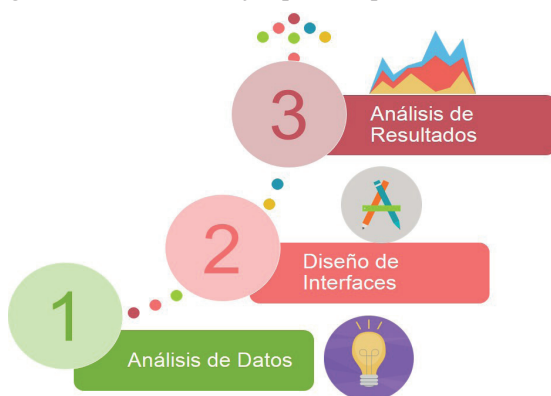 3
Análisis de
Resultados
2
Diseño de
Interfaces
1
Análisis de Datos